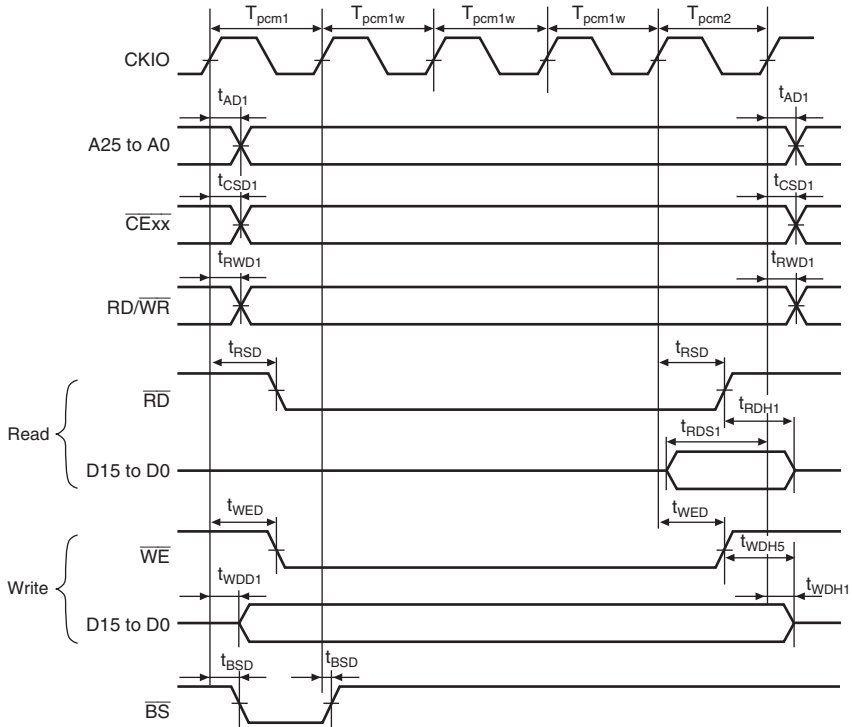 Tpcm1 Tpcm1w Tpcm1w Tpcm1w Tpcm2
CKIO
tAD1 tAD1
A25 to A0
tCSD1 tCSD1
CExx
tRWD1 tRWD1
RD/WR
tRSD tRSD
RD
tRDH1
Read
tRDS1
D15 to D0
tWED tWED
WE
tWDH5
Write
tWDD1 tWDH1
D15 to D0
tBSD tBSD
BS